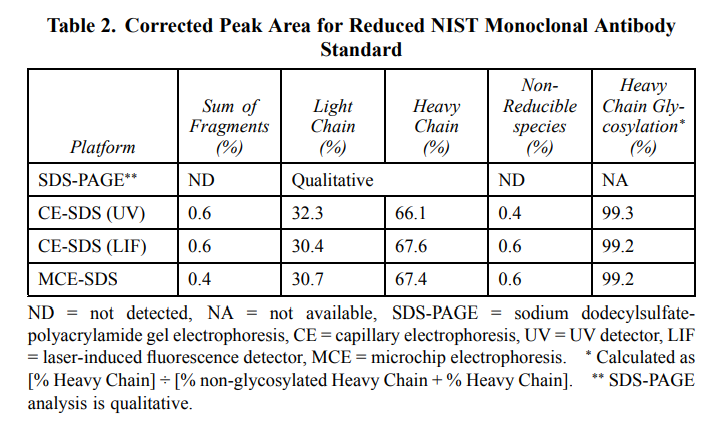 Table 2. Corrected Peak Area for Reduced NIST Monoclonal Antibody
Standard
Platform
Sum of
Fragments
(%)
Light
Chain
(%)
Heavy
Chain
(%)
Non-
Reducible
species
(%)
Heavy
Chain Gly-
cosylation*
(%)
SDS-PAGE** ND Qualitative ND NA
CE-SDS (UV) 0.6 32.3 66.1 0.4 99.3
CE-SDS (LIF) 0.6 30.4 67.6 0.6 99.2
MCE-SDS 0.4 30.7 67.4 0.6 99.2
ND = not detected, NA = not available, SDS-PAGE = sodium dodecylsulfate-
polyacrylamide gel electrophoresis, CE = capillary electrophoresis, UV = UV detector, LIF
= laser-induced fluorescence detector, MCE = microchip electrophoresis. * Calculated as
[% Heavy Chain] ÷ [% non-glycosylated Heavy Chain + % Heavy Chain]. ** SDS-PAGE
analysis is qualitative.